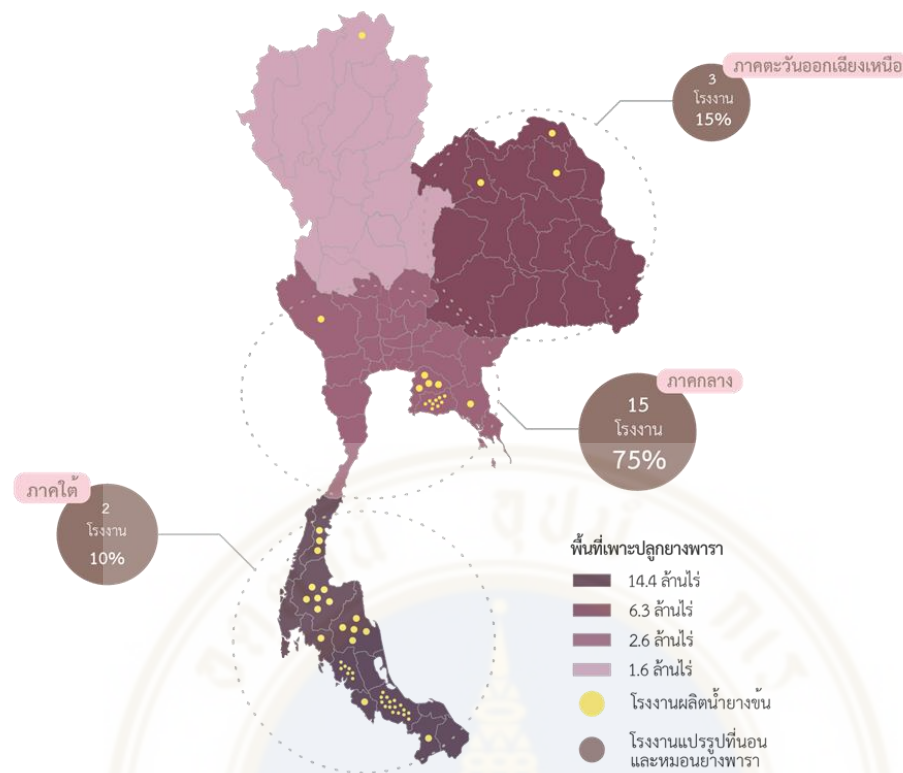 ภาคตะวันออกเฉียงเหนือ
3
โรงงาน
15%
ภาคกลาง
15
โรงงาน
75%
ภาคใต้
2
โรงงาน
10%
พื้นที่เพาะปลูกยางพารา
14.4 ล้านไร่
6.3 ล้านไร่
2.6 ล้านไร่
1.6 ล้านไร่
โรงงานผลิตน้ำยางข้น
โรงงานแปรรูปที่นอน
และหมอนยางพารา